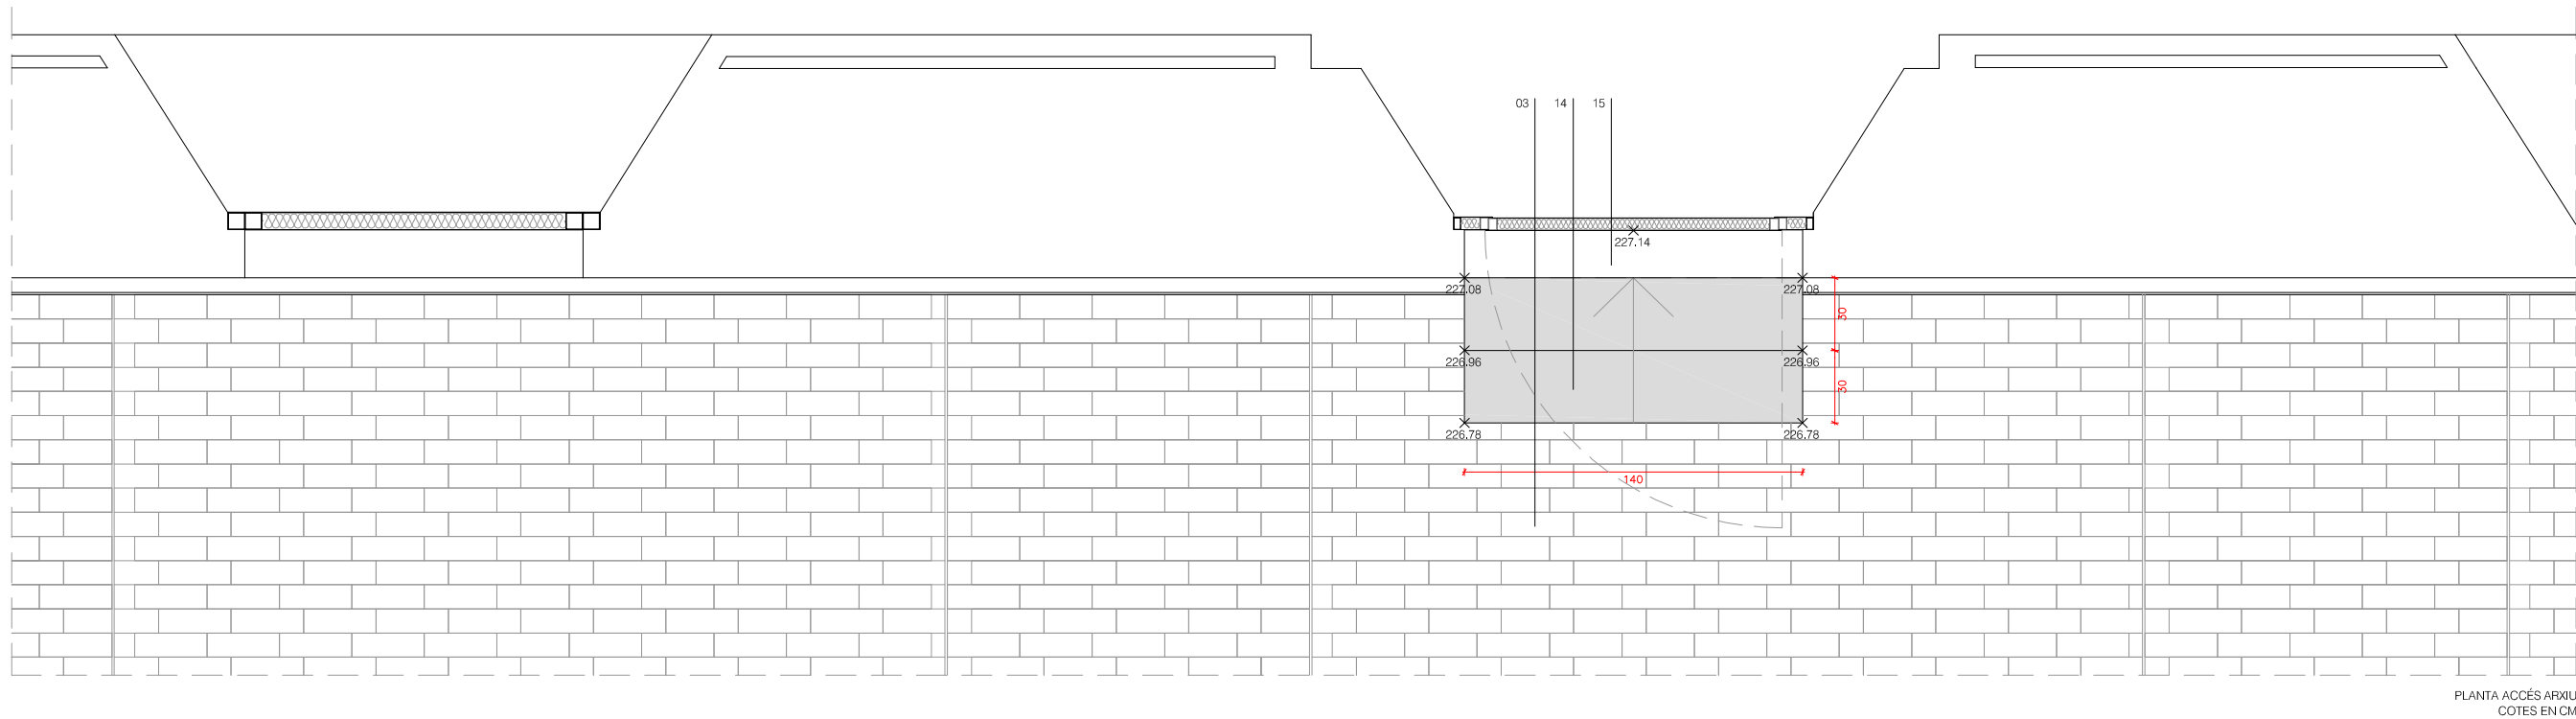 03 14 15
227.14
227.08 227.08
30
226.96 226.96
30
226.78 226.78
140
PLANTA ACCÉS ARXIU
COTES EN CM